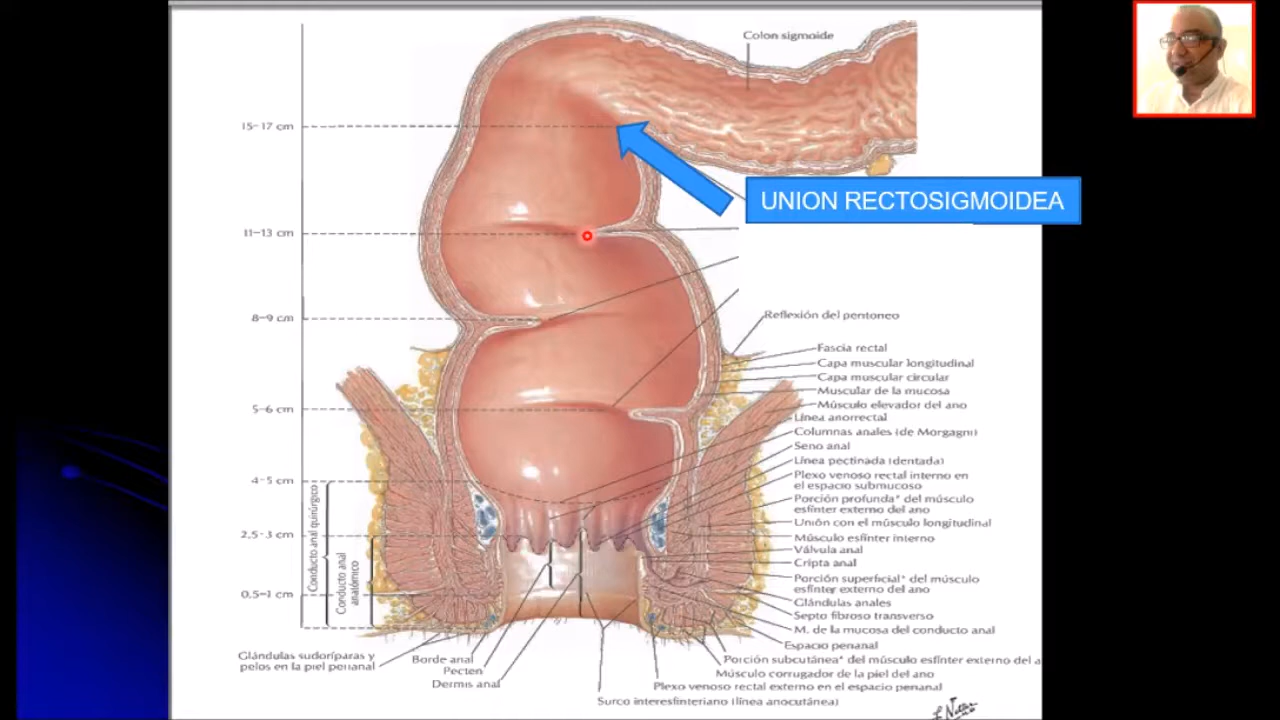 Colon sigmoide
15-17 cm
UNION RECTOSIGMOIDEA
11-13 cm
8-9 cm
Reflexión del peritoneo
Fascia rectal
Capa muscular longitudinal
Capa muscular circular
Muscular de la mucosa
Músculo elevador del ano
5-6 cm
Línea anorrectal
Columnas anales (de Morgagni)
Seno anal
Línea pectinada (dentada)
4-5 cm
Plexo venoso rectal interno en
el espacio submucoso
Porción profunda* del músculo
esfínter externo del ano
Unión con el músculo longitudinal
2,5-3 cm
Músculo esfínter interno
Válvula anal
Cripta anal
Conducto anal quirúrgico
Conducto anal
anatómico
Porción superficial* del músculo
esfínter externo del ano
0,5-1 cm
Glándulas anales
Septo fibroso transverso
M. de la mucosa del conducto anal
Espacio perianal
Glándulas sudoríparas y
pelos en la piel perianal
Borde anal
Pecten
Dermis anal
Porción subcutánea* del músculo esfínter externo del a
Músculo corrugador de la piel del ano
Plexo venoso rectal externo en el espacio perianal
Surco interesfinteriano (línea anocutánea)